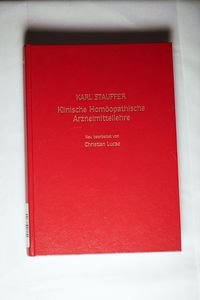 KARL STAUFFER
Klinische Homöopathische
Arzneimittellehre
Neu bearbeitet von
Christian Lucae